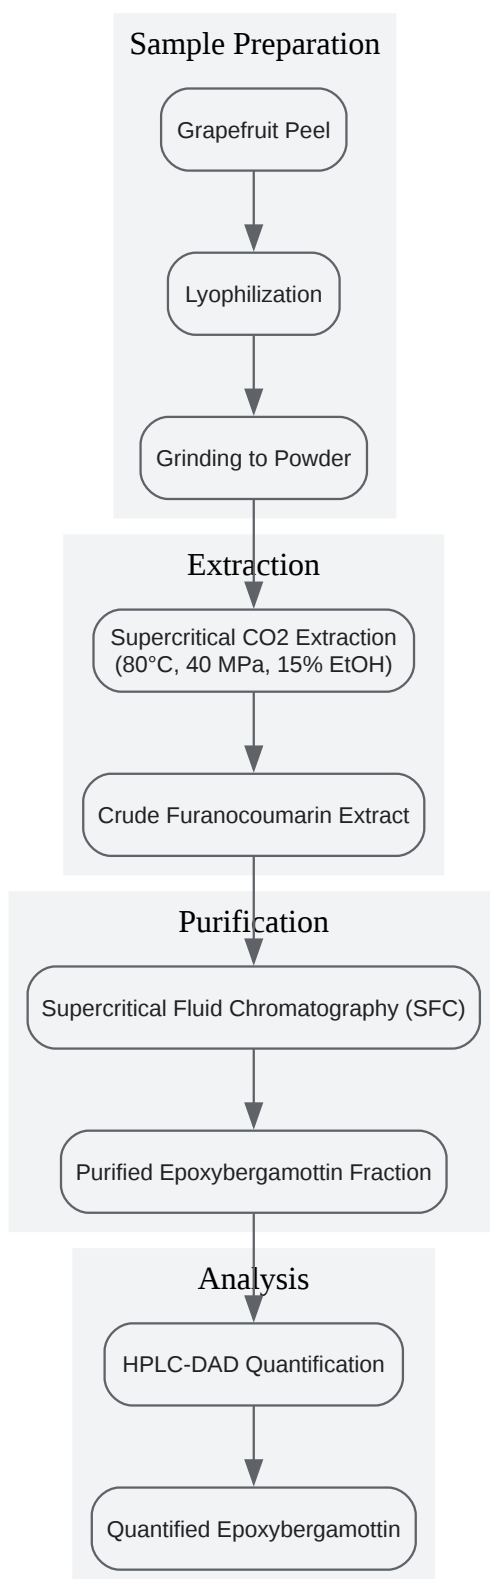 Sample Preparation
Grapefruit Peel
Lyophilization
Grinding to Powder
Extraction
Supercritical CO2 Extraction
(80°C, 40 MPa, 15% EtOH)
Crude Furanocoumarin Extract
Purification
Supercritical Fluid Chromatography (SFC)
Purified Epoxybergamottin Fraction
Analysis
HPLC-DAD Quantification
Quantified Epoxybergamottin